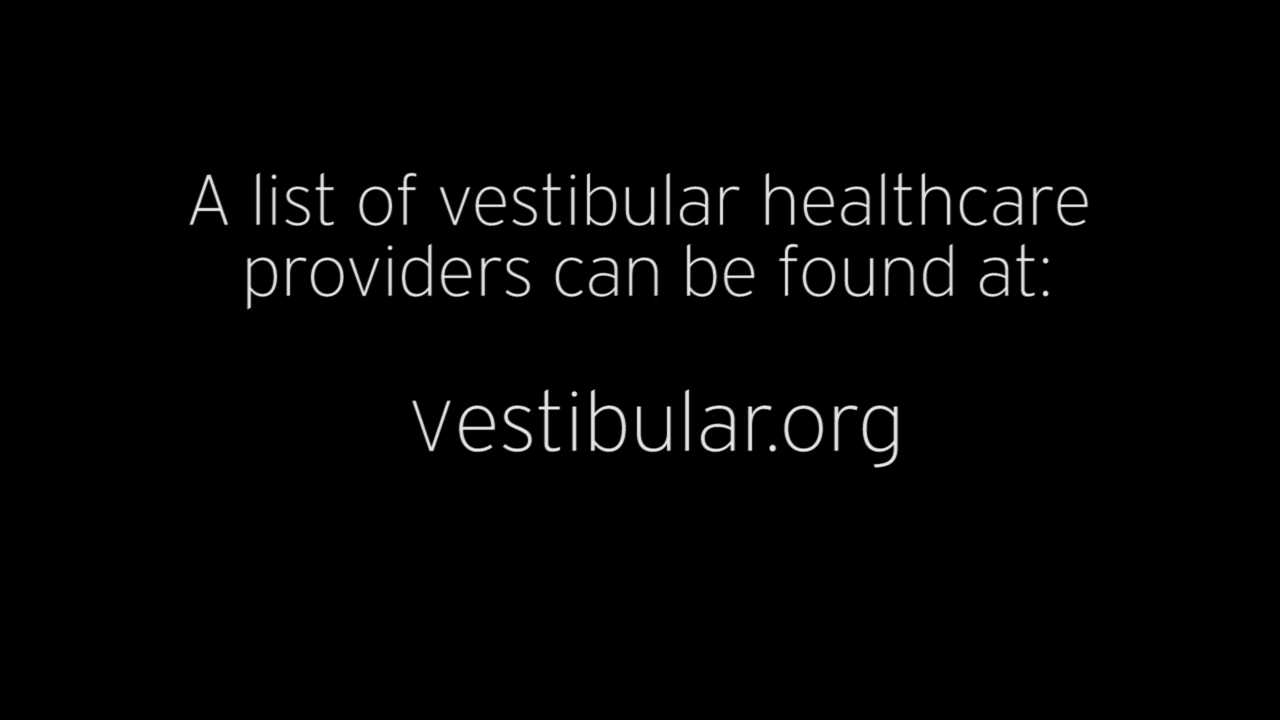 A list of vestibular healthcare
providers can be found at:
vestibular.org